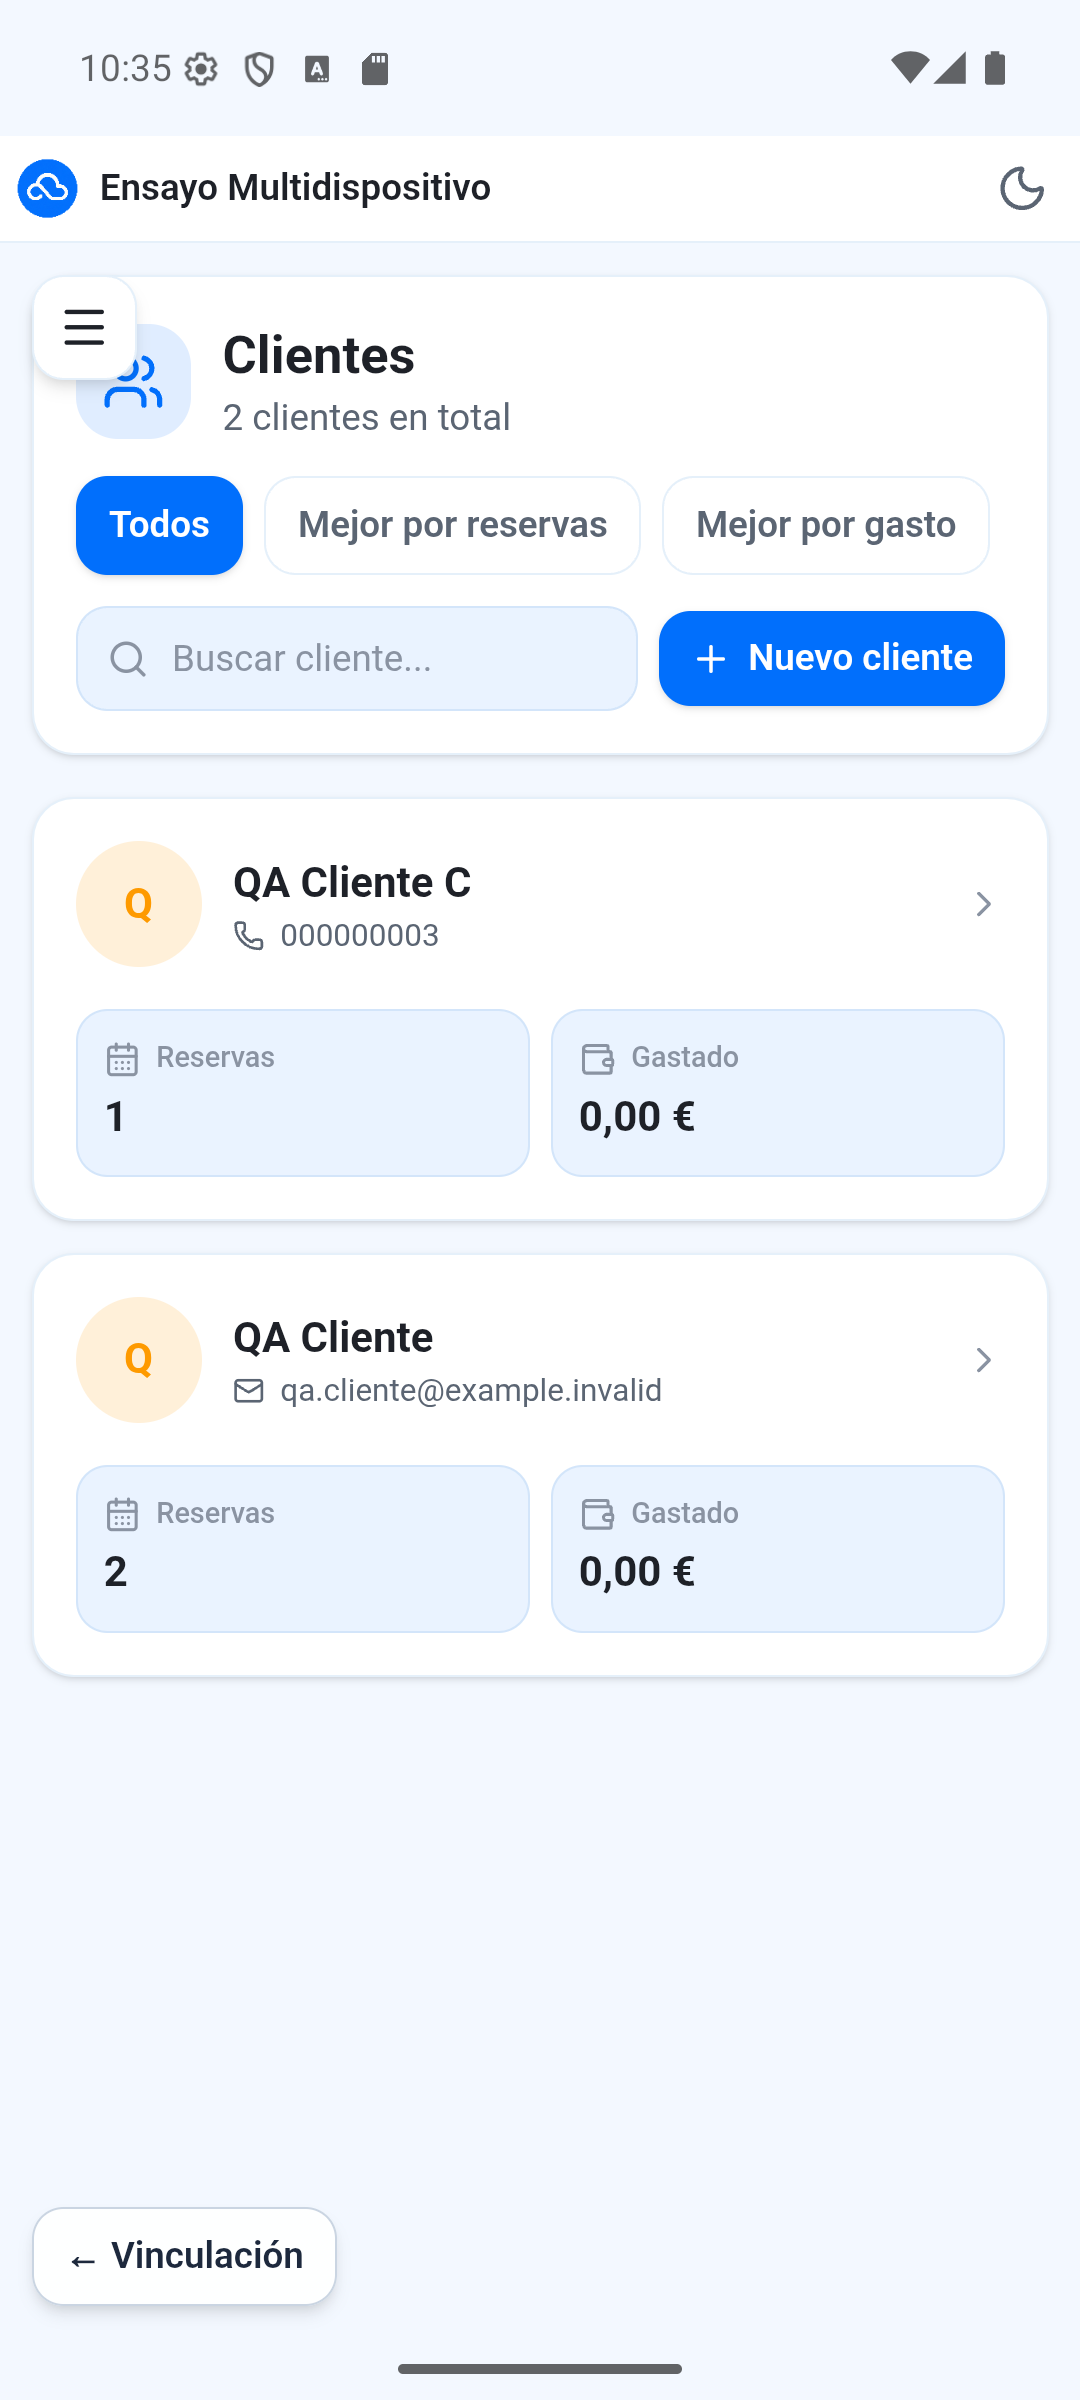 10:35
Ensayo Multidispositivo
Clientes
2 clientes en total
Todos
Mejor por reservas
Mejor por gasto
Buscar cliente...
Nuevo cliente
Q
QA Cliente C
000000003
Reservas
1
Gastado
0,00 €
Q
QA Cliente
qa.cliente@example.invalid
Reservas
2
Gastado
0,00 €
← Vinculación